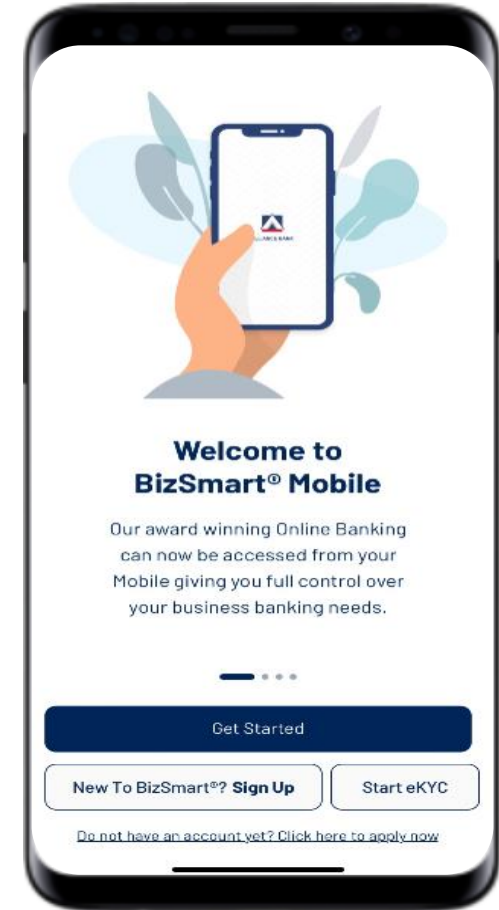 Welcome to
BizSmart® Mobile
Our award winning Online Banking
can now be accessed from your
Mobile giving you full control over
your business banking needs.
Get Started
New To BizSmart®? Sign Up
Start eKYC
Do not have an account yet? Click here to apply now